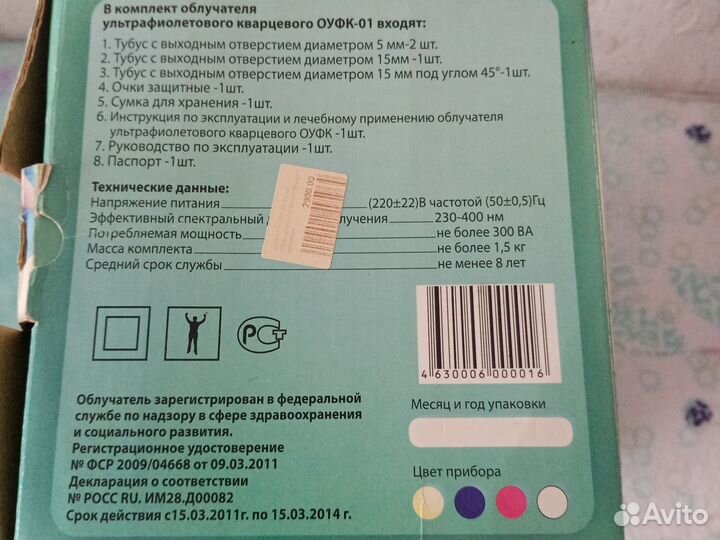 В комплект облучателя
ультрафиолетового кварцевого ОУФК-01 входят:
1. Тубус с выходным отверстием диаметром 5 мм-2 шт.
2. Тубус с выходным отверстием диаметром 15мм -1шт.
3. Тубус с выходным отверстием диаметром 15 мм под углом 45°-1шт.
4. Очки защитные -1шт.
5. Сумка для хранения -1шт.
6. Инструкция по эксплуатации и лечебному применению облучателя
ультрафиолетового кварцевого ОУФК -1шт.
7. Руководство по эксплуатации -1шт.
8. Паспорт -1шт.
Технические данные:
Напряжение питания (220±22)В частотой (50±0,5)Гц
Эффективный спектральный излучения 230-400 нм
Потребляемая мощность не более 300 ВА
Масса комплекта не более 1,5 кг
Средний срок службы не менее 8 лет
2900.00
РСТ
4 630006 000016
Облучатель зарегистрирован в федеральной
службе по надзору в сфере здравоохранения
и социального развития.
Регистрационное удостоверение
№ ФСР 2009/04668 от 09.03.2011
Декларация о соответствии
№ РОСС RU. ИМ28.Д00082
Срок действия с15.03.2011г. по 15.03.2014 г.
Месяц и год упаковки
Цвет прибора
Avito